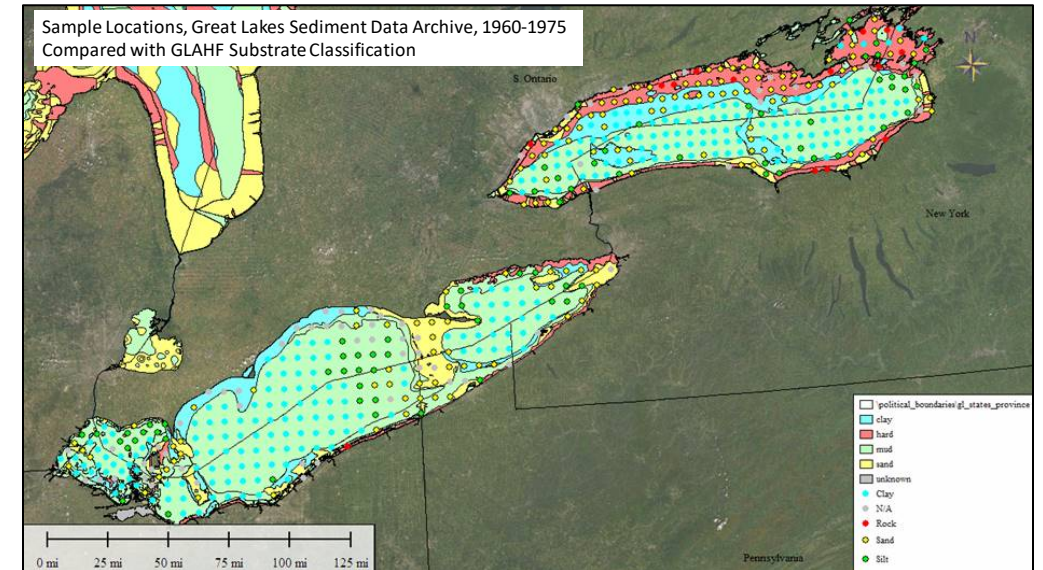 Sample Locations, Great Lakes Sediment Data Archive, 1960-1975
Compared with GLAHF Substrate Classification
N
S. Ontario
New York
Pennsylvania
0 mi 25 mi 50 mi 75 mi 100 mi 125 mi
\political_boundaries\gl_states_province
clay
hard
mud
sand
unknown
Clay
N/A
Rock
Sand
Silt